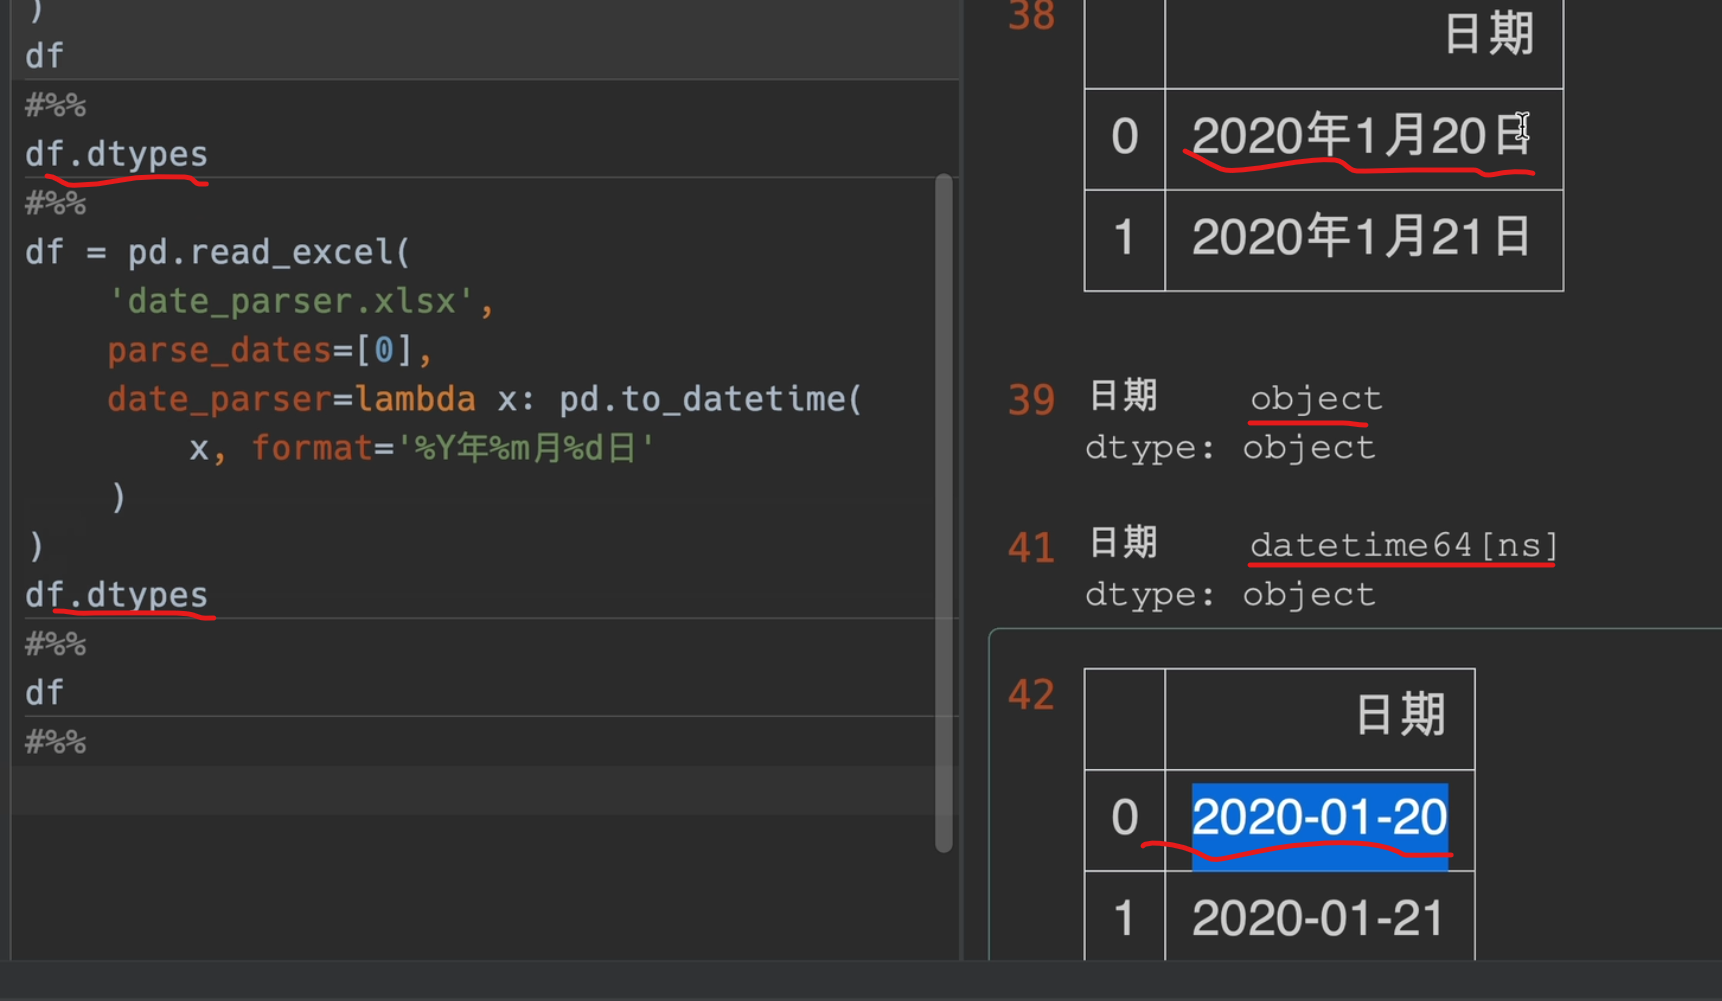 )
df
#%%
df.dtypes
#%%
df = pd.read_excel(
    'date_parser.xlsx',
    parse_dates=[0],
    date_parser=lambda x: pd.to_datetime(
        x, format='%Y年%m月%d日'
    )
)
df.dtypes
#%%
df
#%%
38
日期
0 2020年1月20日
1 2020年1月21日
39 日期 object
dtype: object
41 日期 datetime64[ns]
dtype: object
42
日期
0 2020-01-20
1 2020-01-21